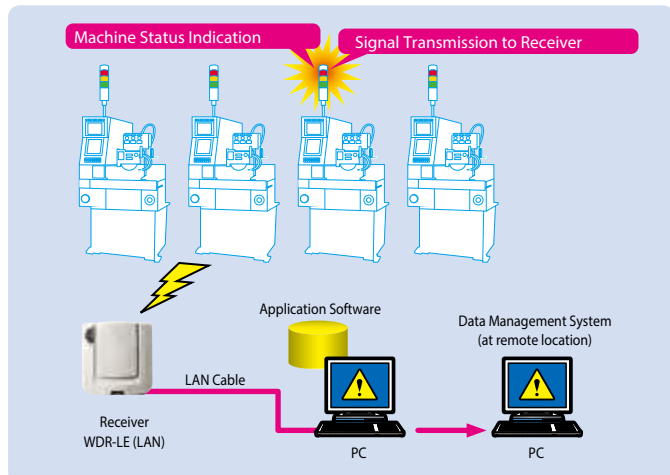 Machine Status Indication
Signal Transmission to Receiver
Application Software
Data Management System
(at remote location)
LAN Cable
Receiver
WDR-LE (LAN)
PC
PC